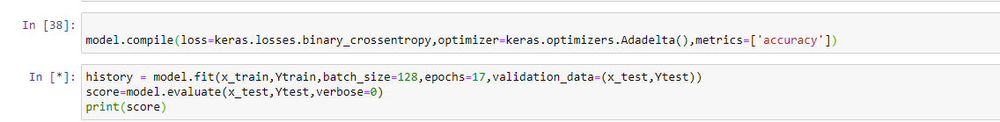 In [38]:
model.compile(loss=keras.losses.binary_crossentropy,optimizer=keras.optimizers.Adadelta(),metrics=['accuracy'])
In [*]: history = model.fit(x_train,Ytrain,batch_size=128,epochs=17,validation_data=(x_test,Ytest))
score=model.evaluate(x_test,Ytest,verbose=0)
print(score)